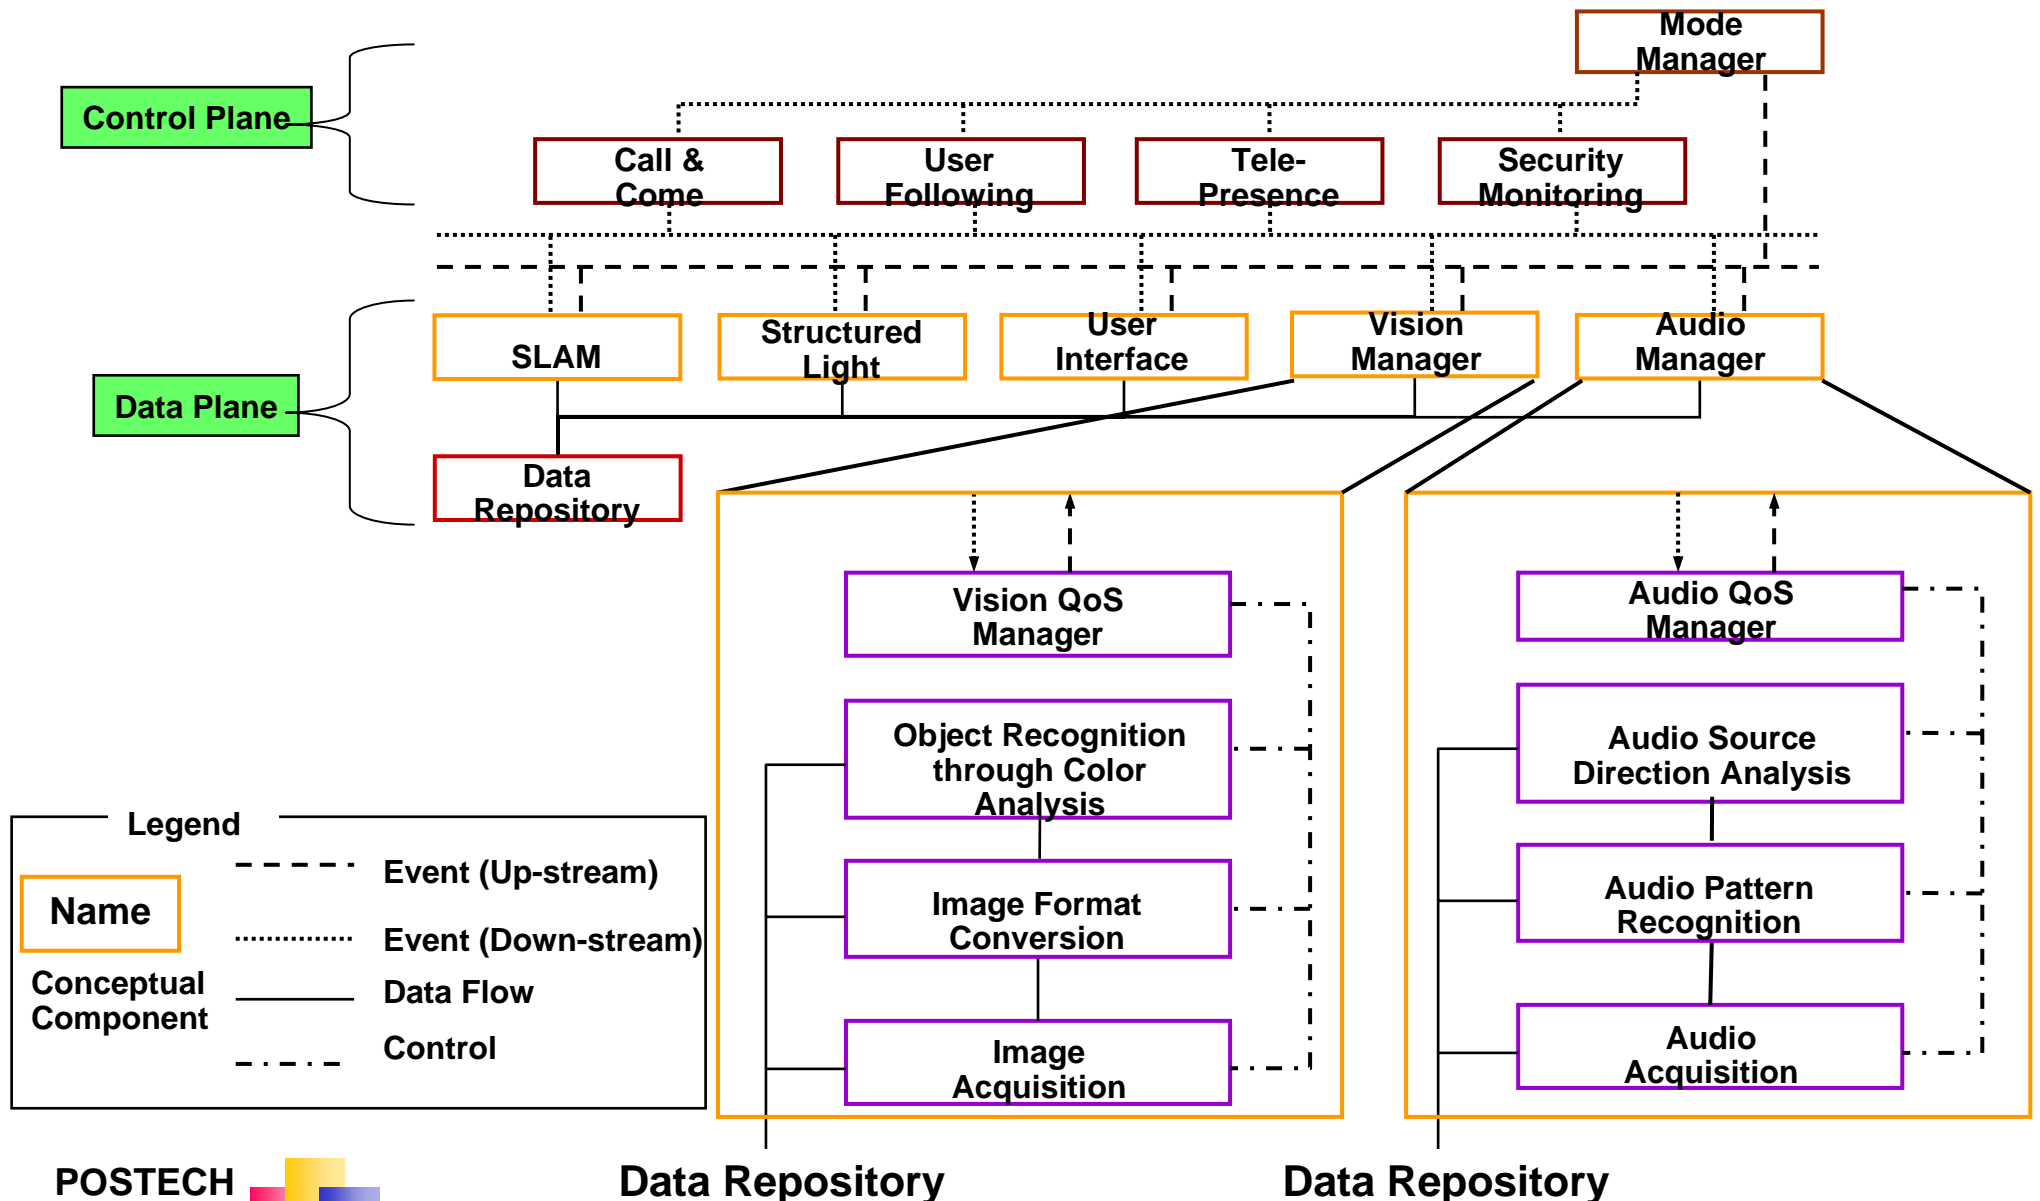 Mode
Manager
Control Plane
Call &
Come
User
Following
Tele-
Presence
Security
Monitoring
Data Plane
SLAM
Structured
Light
User
Interface
Vision
Manager
Audio
Manager
Data
Repository
Vision QoS
Manager
Object Recognition
through Color
Analysis
Image Format
Conversion
Image
Acquisition
Audio QoS
Manager
Audio Source
Direction Analysis
Audio Pattern
Recognition
Audio
Acquisition
Legend
Name
Conceptual
Component
Event (Up-stream)
Event (Down-stream)
Data Flow
Control
POSTECH
Data Repository
Data Repository